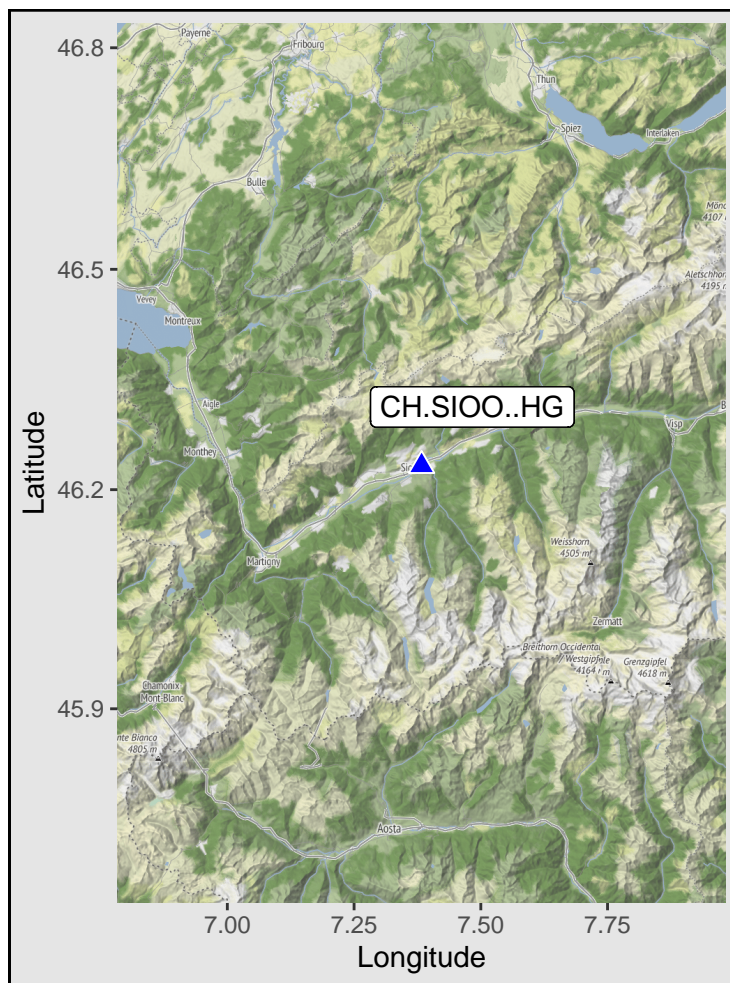 46.8
46.5
46.2
45.9
Latitude
Payerne
Fribourg
Thun
Spiez
Interlaken
Bulle
4107
Aletschhorn
4195 m
Vevey
Montreux
Aigle
CH.SIOO..HG
Visp
Monthey
Martigny
Weisshorn
4505 m
Zermatt
Breithorn Occidental
Westgipfel
4164
Grenzgipfel
4618 m
Chamonix
Mont-Blanc
4805 m
Aosta
7.00
7.25
7.50
7.75
Longitude